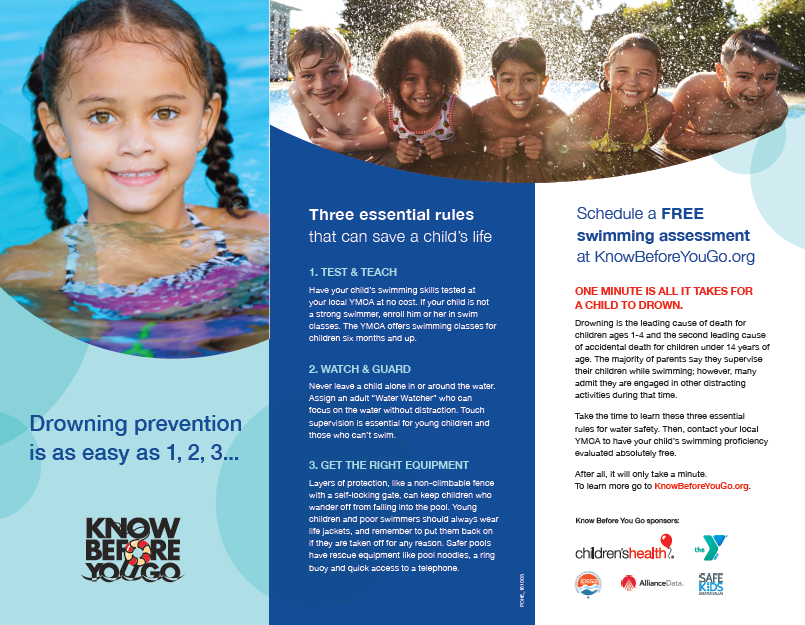 Drowning prevention
is as easy as 1, 2, 3...
KNOW
BEFORE
YOU GO
Three essential rules
that can save a child's life
1. TEST & TEACH
Have your child's swimming skills tested at
your local YMCA at no cost. If your child is not
a strong swimmer, enroll him or her in swim
classes. The YMCA offers swimming classes for
children six months and up.
2. WATCH & GUARD
Never leave a child alone in or around the water.
Assign an adult “Water Watcher” who can
focus on the water without distraction. Touch
supervision is essential for young children and
those who can't swim.
3. GET THE RIGHT EQUIPMENT
Layers of protection, like a non-climbable fence
with a self-locking gate, can keep children who
wander off from falling into the pool. Young
children and poor swimmers should always wear
life jackets, and remember to put them back on
if they are taken off for any reason. Safer pools
have rescue equipment like pool noodles, a ring
buoy and quick access to a telephone.
Schedule a FREE
swimming assessment
at KnowBeforeYouGo.org
ONE MINUTE IS ALL IT TAKES FOR
A CHILD TO DROWN.
Drowning is the leading cause of death for
children ages 1-4 and the second leading cause
of accidental death for children under 14 years of
age. The majority of parents say they supervise
their children while swimming; however, many
admit they are engaged in other distracting
activities during that time.
Take the time to learn these three essential
rules for water safety. Then, contact your local
YMCA to have your child's swimming proficiency
evaluated absolutely free.
After all, it will only take a minute.
To learn more go to KnowBeforeYouGo.org.
Know Before You Go sponsors:
children'shealth
the Y
ipssa
AllianceData.
SAFE
KIDS
GREATER DALLAS